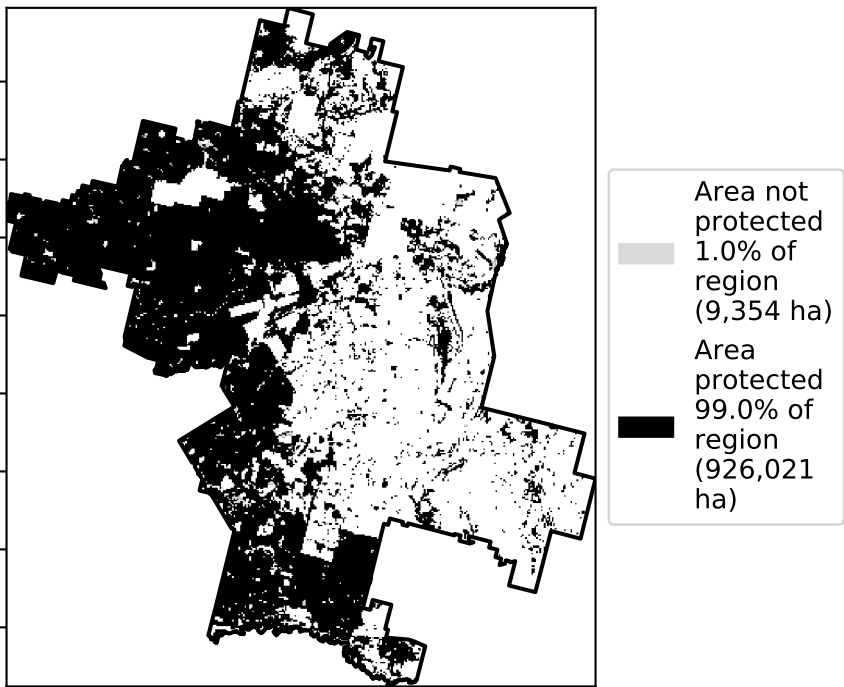 Area not
protected
1.0% of
region
(9,354 ha)
Area
protected
99.0% of
region
(926,021
ha)